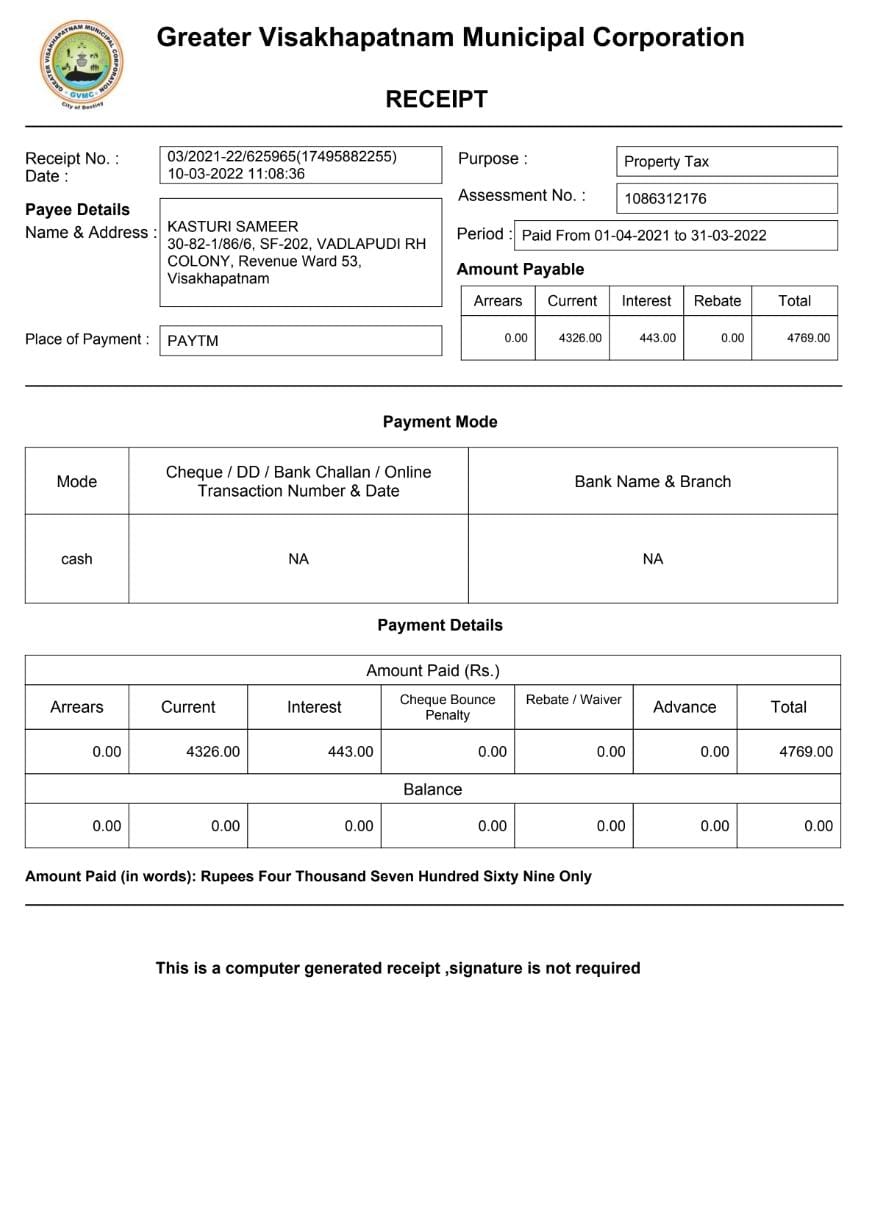 GREATER VISAKHAPATNAM MUNICIPAL CORPORATION
GVMC
City of Destiny
Greater Visakhapatnam Municipal Corporation
RECEIPT
Receipt No. : 03/2021-22/625965(17495882255)
Date : 10-03-2022 11:08:36
Payee Details
Name & Address : KASTURI SAMEER
30-82-1/86/6, SF-202, VADLAPUDI RH
COLONY, Revenue Ward 53,
Visakhapatnam
Place of Payment : PAYTM
Purpose : Property Tax
Assessment No. : 1086312176
Period : Paid From 01-04-2021 to 31-03-2022
Amount Payable
Arrears Current Interest Rebate Total
0.00 4326.00 443.00 0.00 4769.00
Payment Mode
Mode Cheque / DD / Bank Challan / Online Bank Name & Branch
Transaction Number & Date
cash NA NA
Payment Details
Amount Paid (Rs.)
Arrears Current Interest Cheque Bounce Rebate / Waiver Advance Total
Penalty
0.00 4326.00 443.00 0.00 0.00 0.00 4769.00
Balance
0.00 0.00 0.00 0.00 0.00 0.00 0.00
Amount Paid (in words): Rupees Four Thousand Seven Hundred Sixty Nine Only
This is a computer generated receipt ,signature is not required